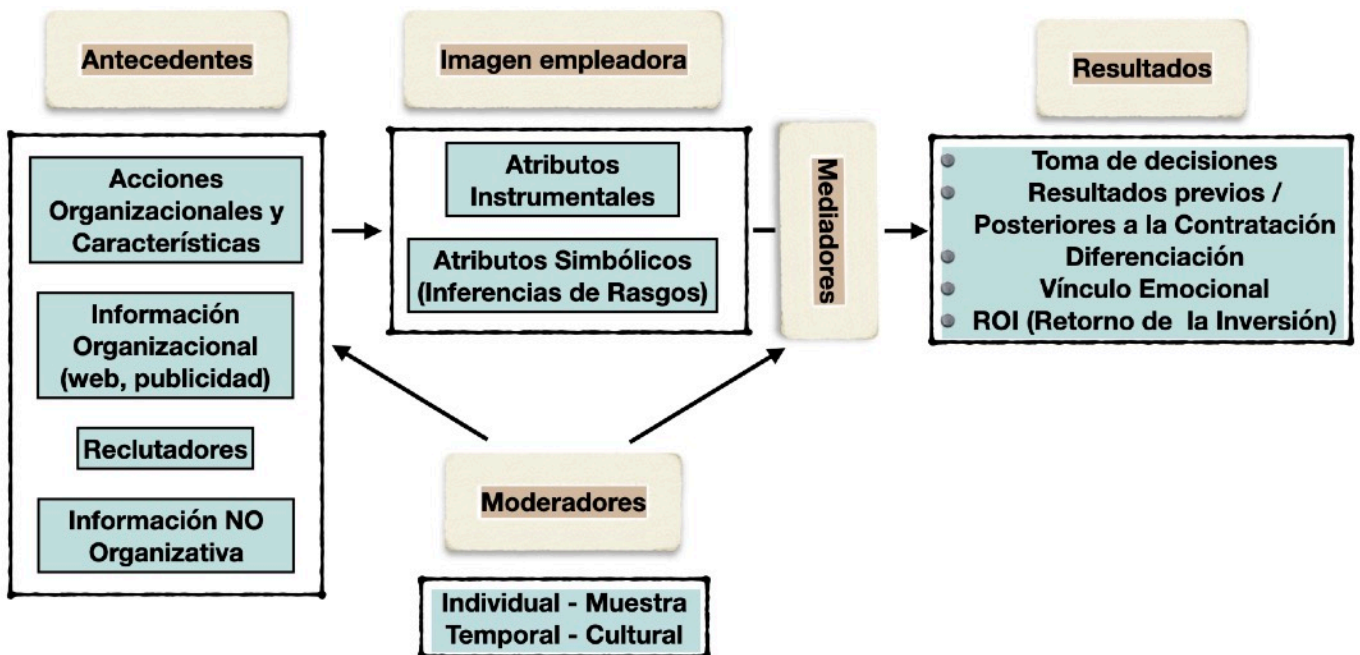 Antecedentes
Imagen empleadora
Resultados
Acciones
Organizacionales y
Características
Información
Organizacional
(web, publicidad)
Reclutadores
Información NO
Organizativa
Atributos
Instrumentales
Atributos Simbólicos
(Inferencias de Rasgos)
Mediadores
Toma de decisiones
Resultados previos /
Posteriores a la Contratación
Diferenciación
Vínculo Emocional
ROI (Retorno de la Inversión)
Moderadores
Individual - Muestra
Temporal - Cultural